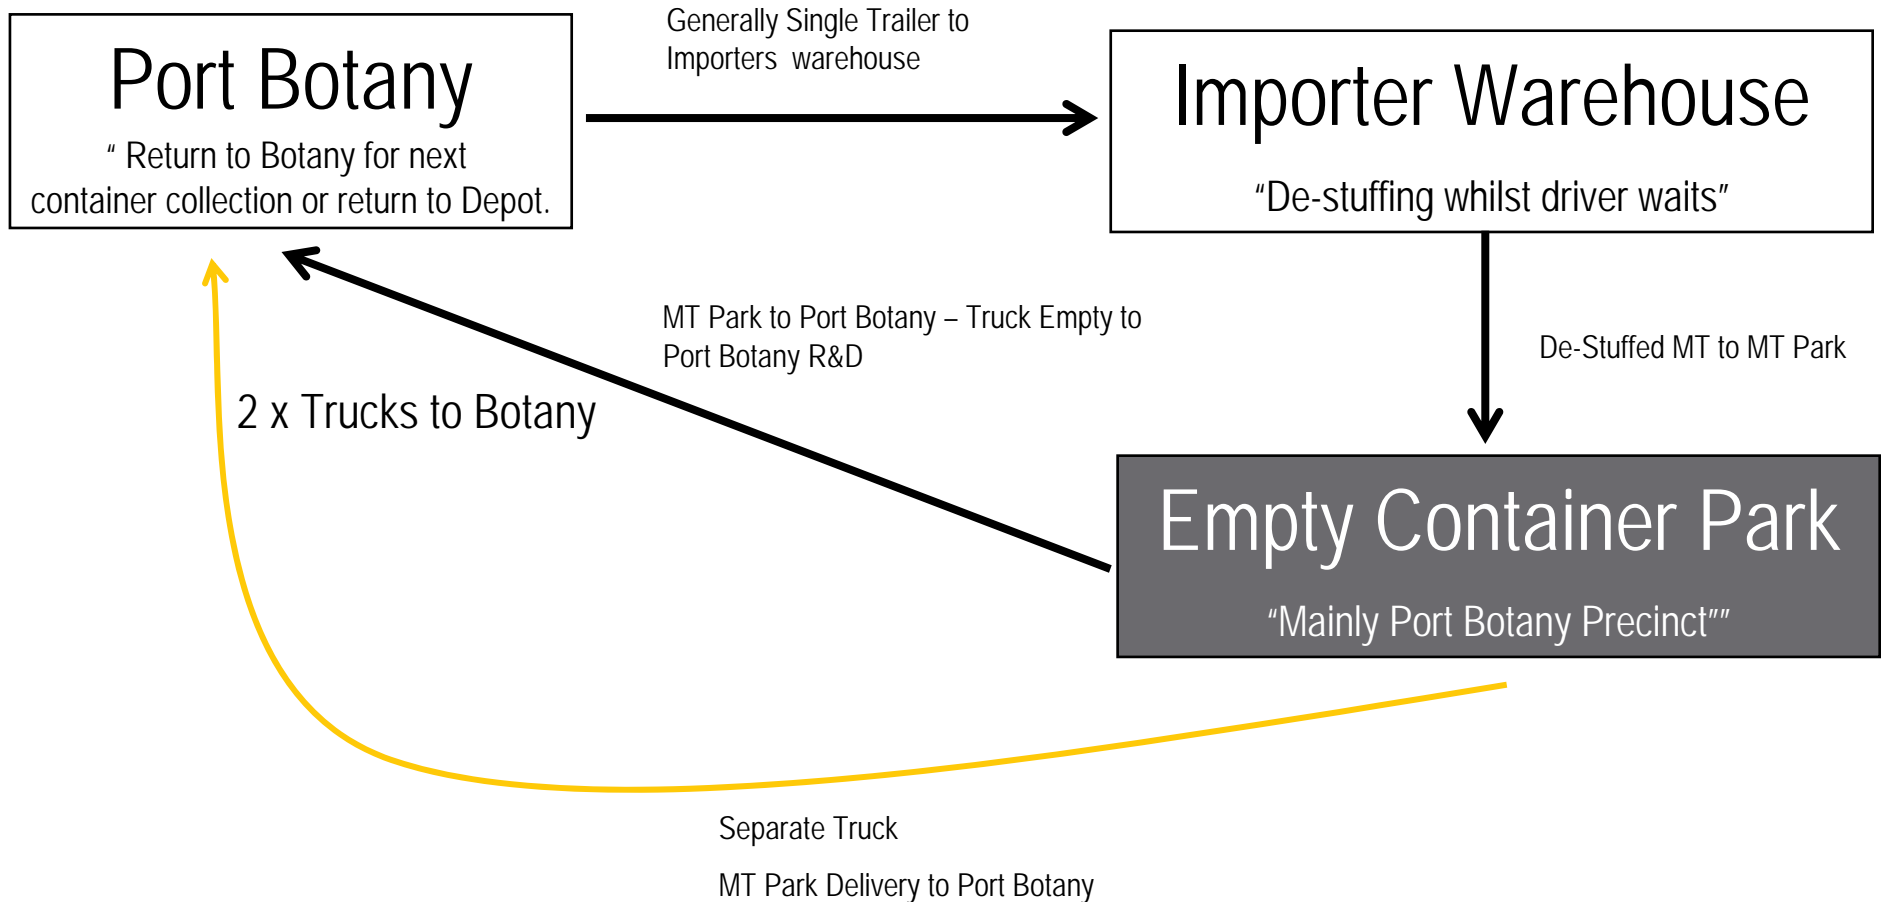 Generally Single Trailer to
Importers warehouse
Port Botany
“ Return to Botany for next
container collection or return to Depot.
Importer Warehouse
“De-stuffing whilst driver waits”
MT Park to Port Botany – Truck Empty to
Port Botany R&D
De-Stuffed MT to MT Park
2 x Trucks to Botany
Empty Container Park
“Mainly Port Botany Precinct””
Separate Truck
MT Park Delivery to Port Botany